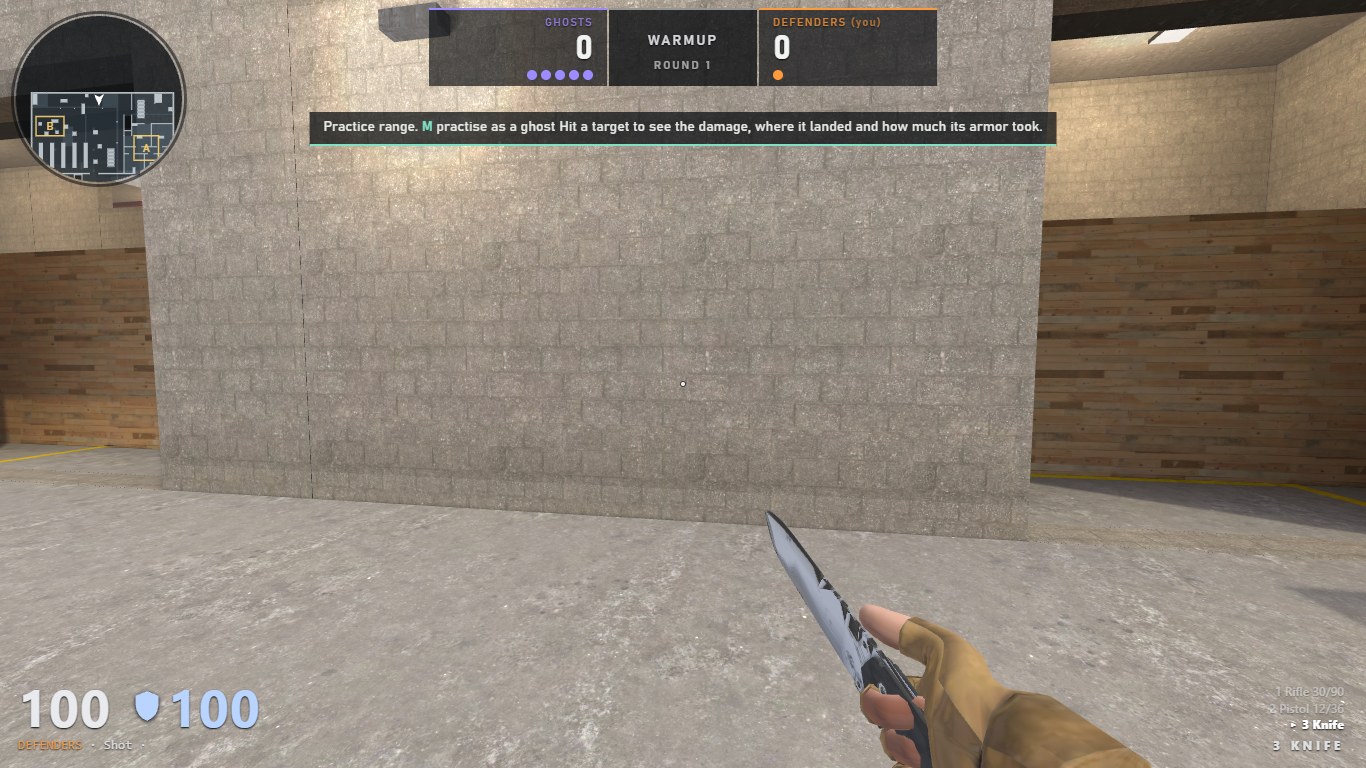 GHOSTS
0
WARMUP
ROUND 1
DEFENDERS (you)
0
Practice range. M practise as a ghost Hit a target to see the damage, where it landed and how much its armor took.
B
A
100
100
DEFENDERS · Shot ·
1 Rifle 30/90
2 Pistol 12/36
· ▸ 3 Knife
3 KNIFE